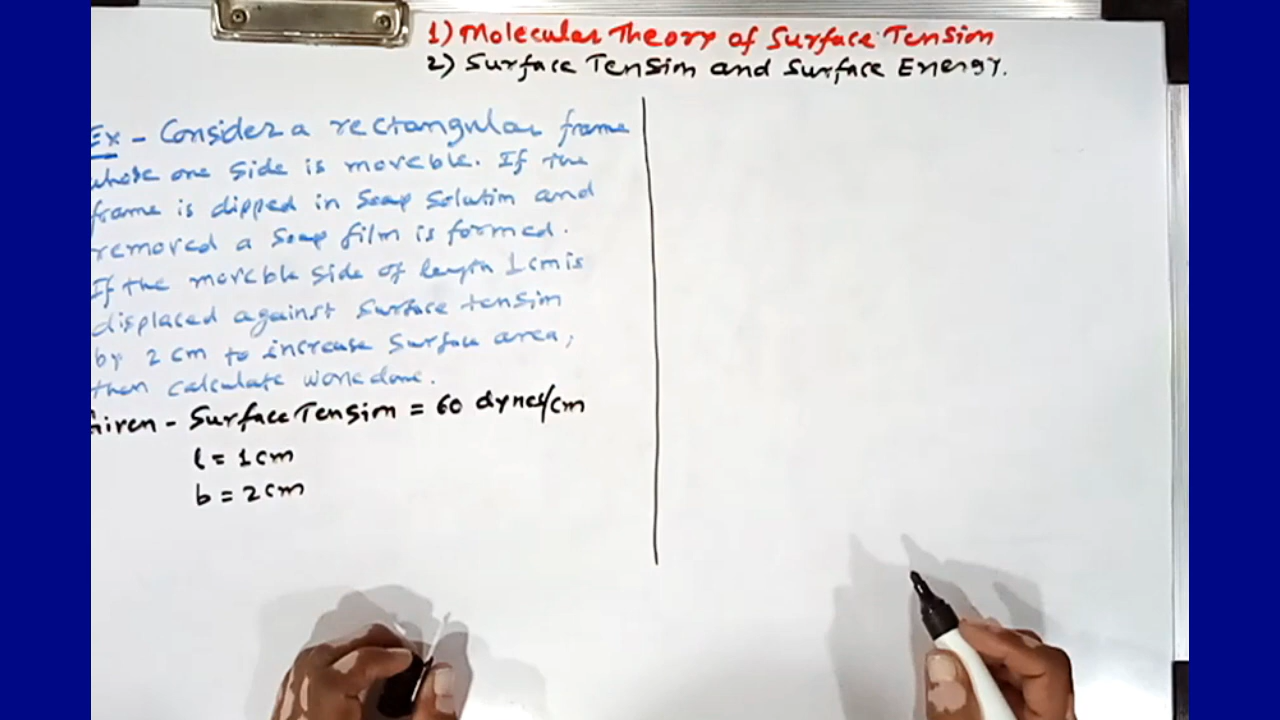 1) Molecular Theory of Surface Tension
2) Surface Tension and Surface Energy.
Ex - Consider a rectangular frame
whose one side is moveble. If the
frame is dipped in Soap Solution and
removed a Soap film is formed.
If the moveble side of length 1cm is
displaced against Surface tension
by 2 cm to increase Surface area,
then calculate work done.
Given - Surface Tension = 60 dynes/cm
l = 1cm
b = 2cm